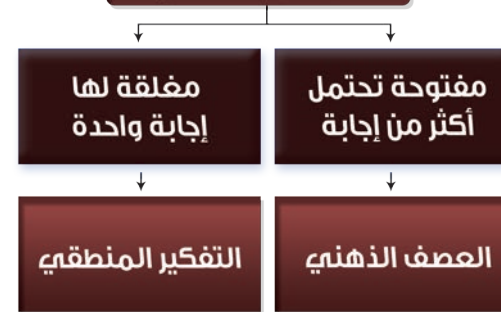 مفتوحة تحتمل
أكثر من إجابة
مغلقة لها
إجابة واحدة
العصف الذهني
التفكير المنطقي